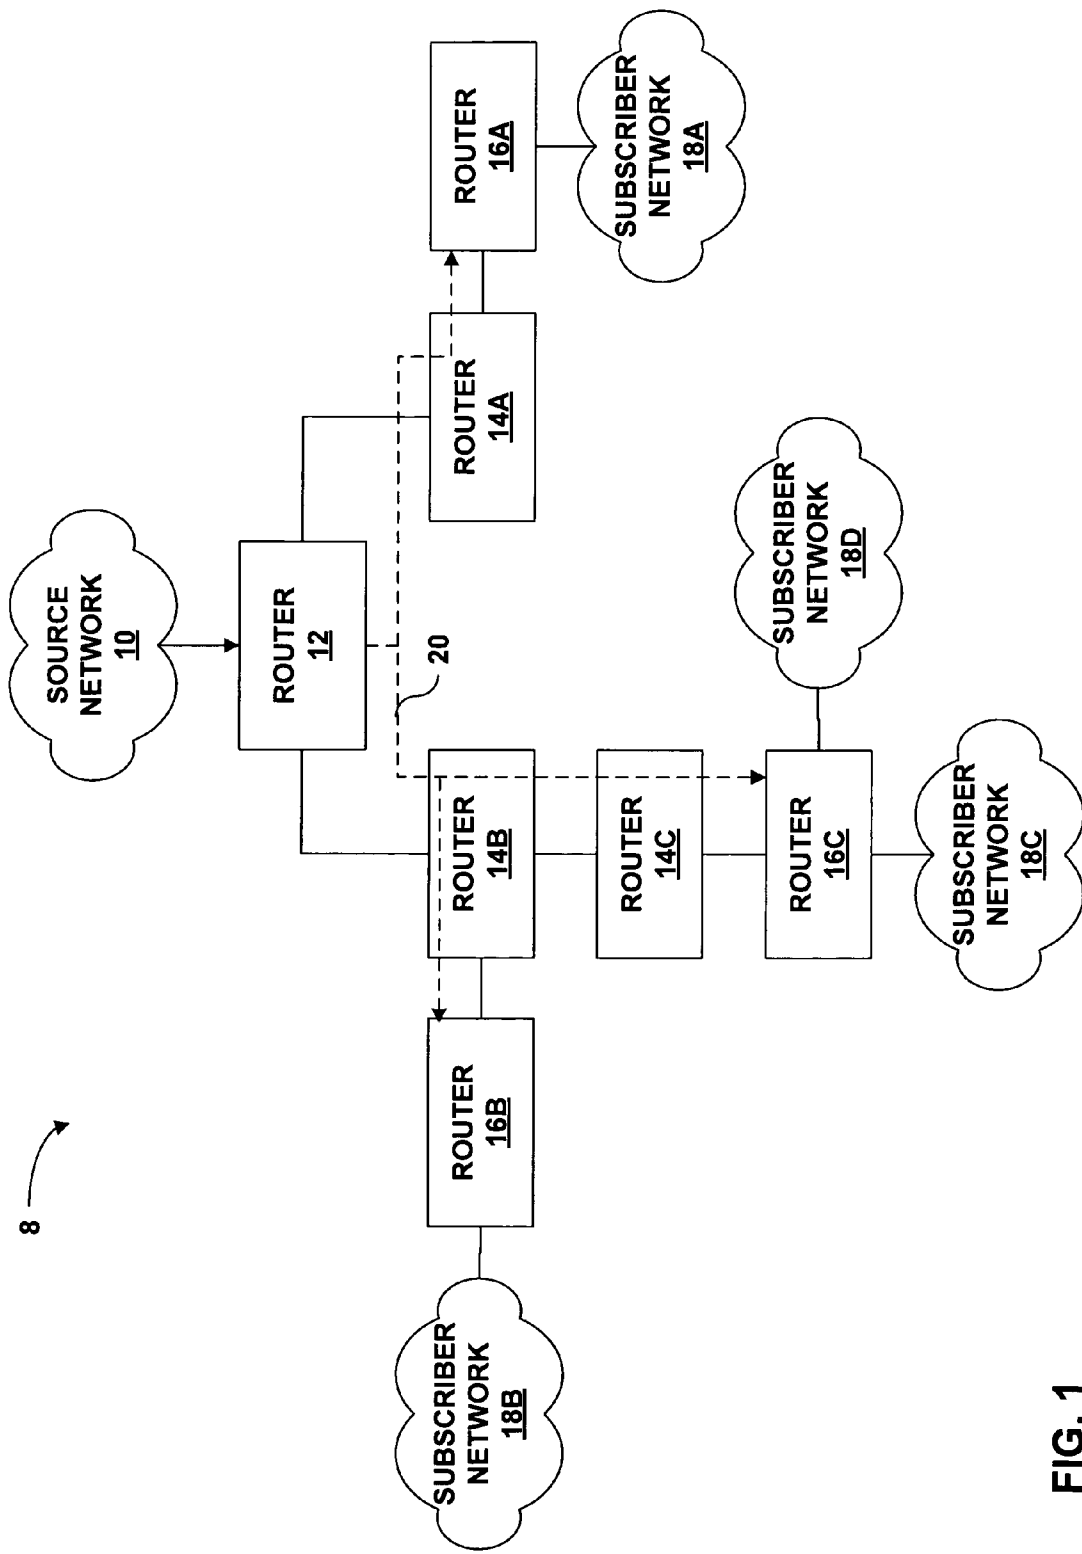 8
SOURCE
NETWORK
10
ROUTER
12
20
SUBSCRIBER
NETWORK
18B
ROUTER
16B
ROUTER
14B
ROUTER
14A
ROUTER
16A
ROUTER
14C
SUBSCRIBER
NETWORK
18A
ROUTER
16C
SUBSCRIBER
NETWORK
18D
SUBSCRIBER
NETWORK
18C
FIG. 1